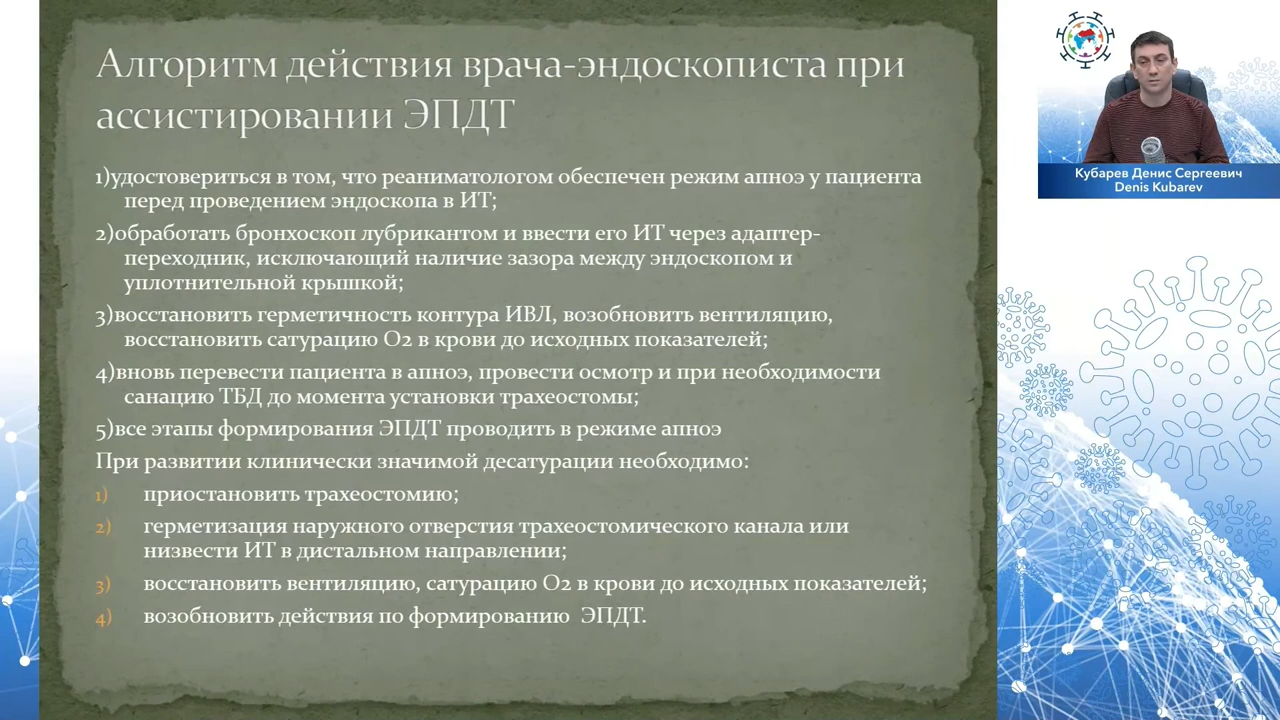 Алгоритм действия врача-эндоскописта при
ассистировании ЭПДТ
1)удостовериться в том, что реаниматологом обеспечен режим апноэ у пациента
перед проведением эндоскопа в ИТ;
2)обработать бронхоскоп лубрикантом и ввести его ИТ через адаптер-
переходник, исключающий наличие зазора между эндоскопом и
уплотнительной крышкой;
3)восстановить герметичность контура ИВЛ, возобновить вентиляцию,
восстановить сатурацию О2 в крови до исходных показателей;
4)вновь перевести пациента в апноэ, провести осмотр и при необходимости
санацию ТБД до момента установки трахеостомы;
5)все этапы формирования ЭПДТ проводить в режиме апноэ
При развитии клинически значимой десатурации необходимо:
1) приостановить трахеостомию;
2) герметизация наружного отверстия трахеостомического канала или
низвести ИТ в дистальном направлении;
3) восстановить вентиляцию, сатурацию О2 в крови до исходных показателей;
4) возобновить действия по формированию ЭПДТ.
Кубарев Денис Сергеевич
Denis Kubarev